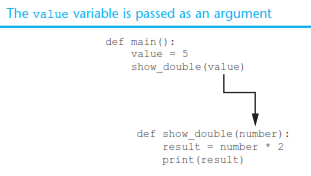 The value variable is passed as an argument
def main():
    value = 5
    show_double(value)
def show_double(number):
    result = number * 2
    print(result)